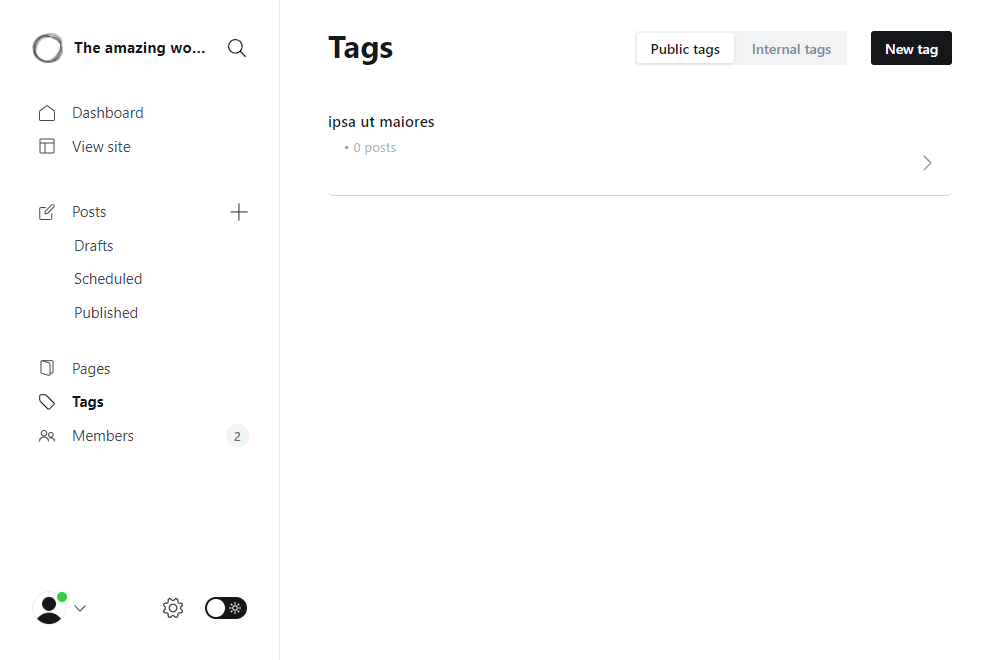 The amazing wo...
Dashboard
View site
Posts
Drafts
Scheduled
Published
Pages
Tags
Members
2
Tags
Public tags
Internal tags
New tag
ipsa ut maiores
• 0 posts